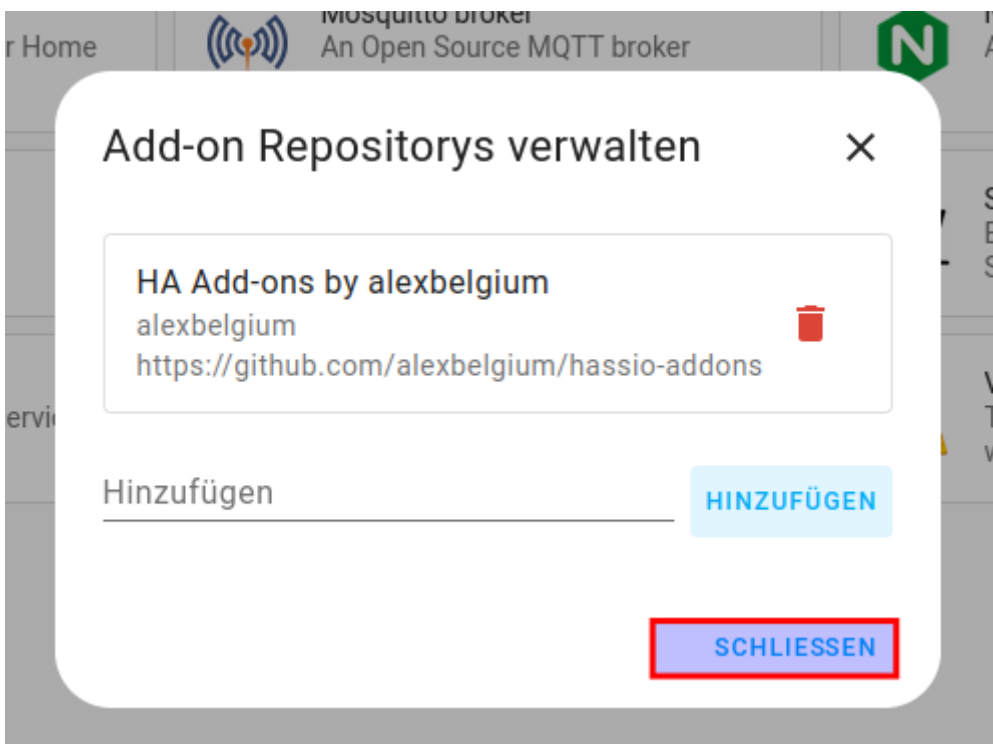 Mosquitto broker
r Home
An Open Source MQTT broker
Add-on Repositorys verwalten
HA Add-ons by alexbelgium
alexbelgium
https://github.com/alexbelgium/hassio-addons
ervi
Hinzufügen
HINZUFÜGEN
SCHLIESSEN